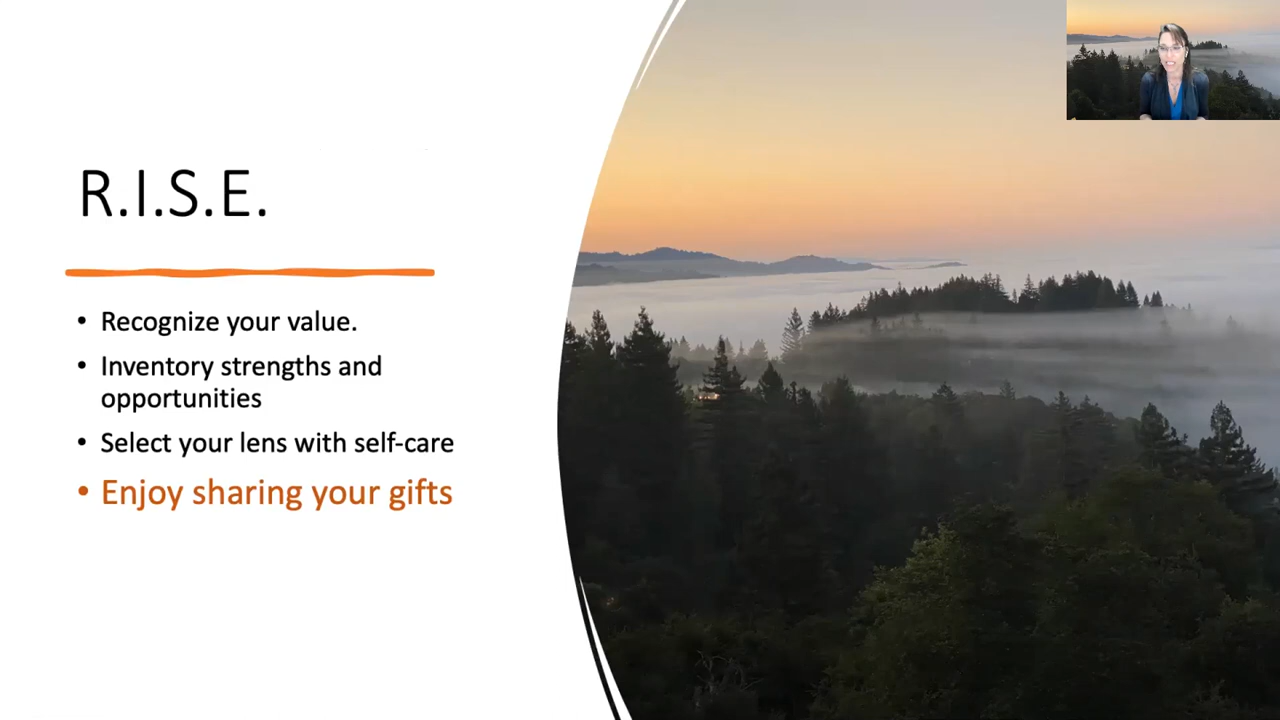 R.I.S.E.
• Recognize your value.
• Inventory strengths and
opportunities
• Select your lens with self-care
• Enjoy sharing your gifts